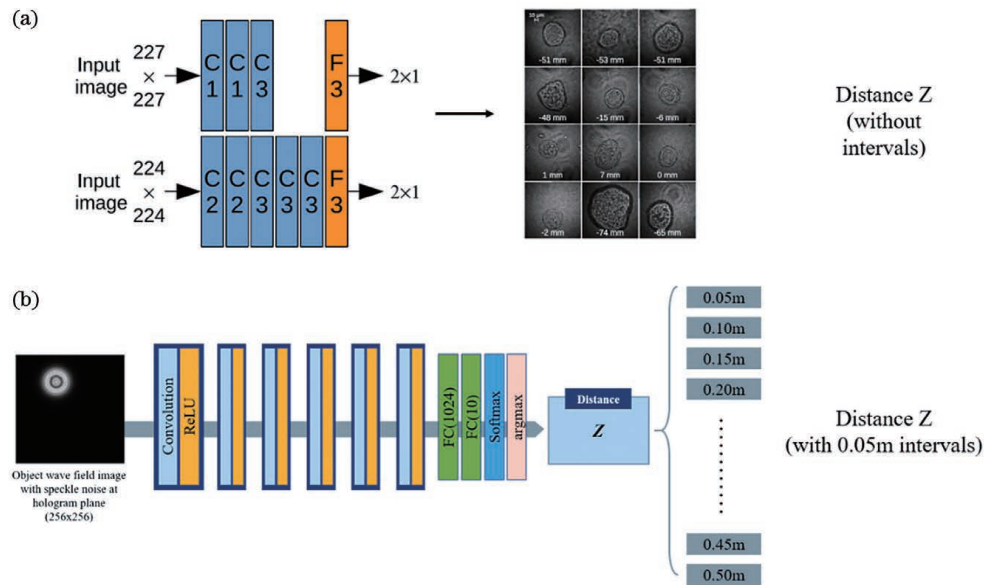 (a)
Input
image
227
×
227
C
1
C
1
C
3
F
3
2×1
Input
image
224
×
224
C
2
C
2
C
3
C
3
C
3
F
3
2×1
10 μm
-51 mm
-53 mm
-51 mm
-48 mm
-15 mm
-6 mm
1 mm
7 mm
0 mm
-2 mm
-74 mm
-65 mm
Distance Z
(without
intervals)
(b)
Object wave field image
with speckle noise at
hologram plane
(256x256)
Convolution
ReLU
FC(1024)
FC(10)
Softmax
argmax
Distance
Z
0.05m
0.10m
0.15m
0.20m
0.45m
0.50m
Distance Z
(with 0.05m intervals)